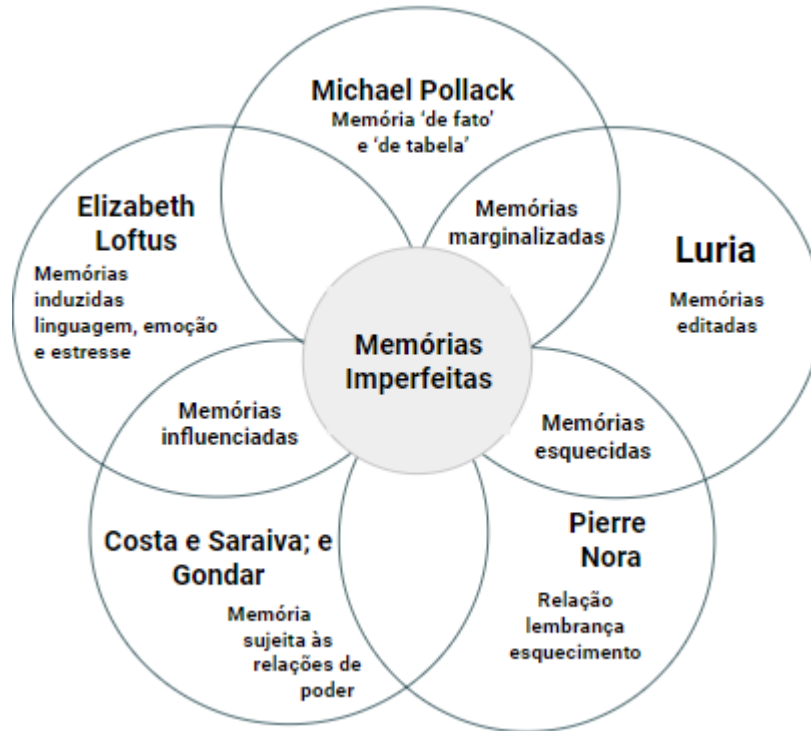 Michael Pollack
Memória ‘de fato’
e ‘de tabela’
Elizabeth
Loftus
Memórias
induzidas
linguagem, emoção
e estresse
Memórias
marginalizadas
Luria
Memórias
editadas
Memórias
Imperfeitas
Memórias
influenciadas
Memórias
esquecidas
Costa e Saraiva; e
Gondar
Memória
sujeita às
relações de
poder
Pierre
Nora
Relação
lembrança
esquecimento